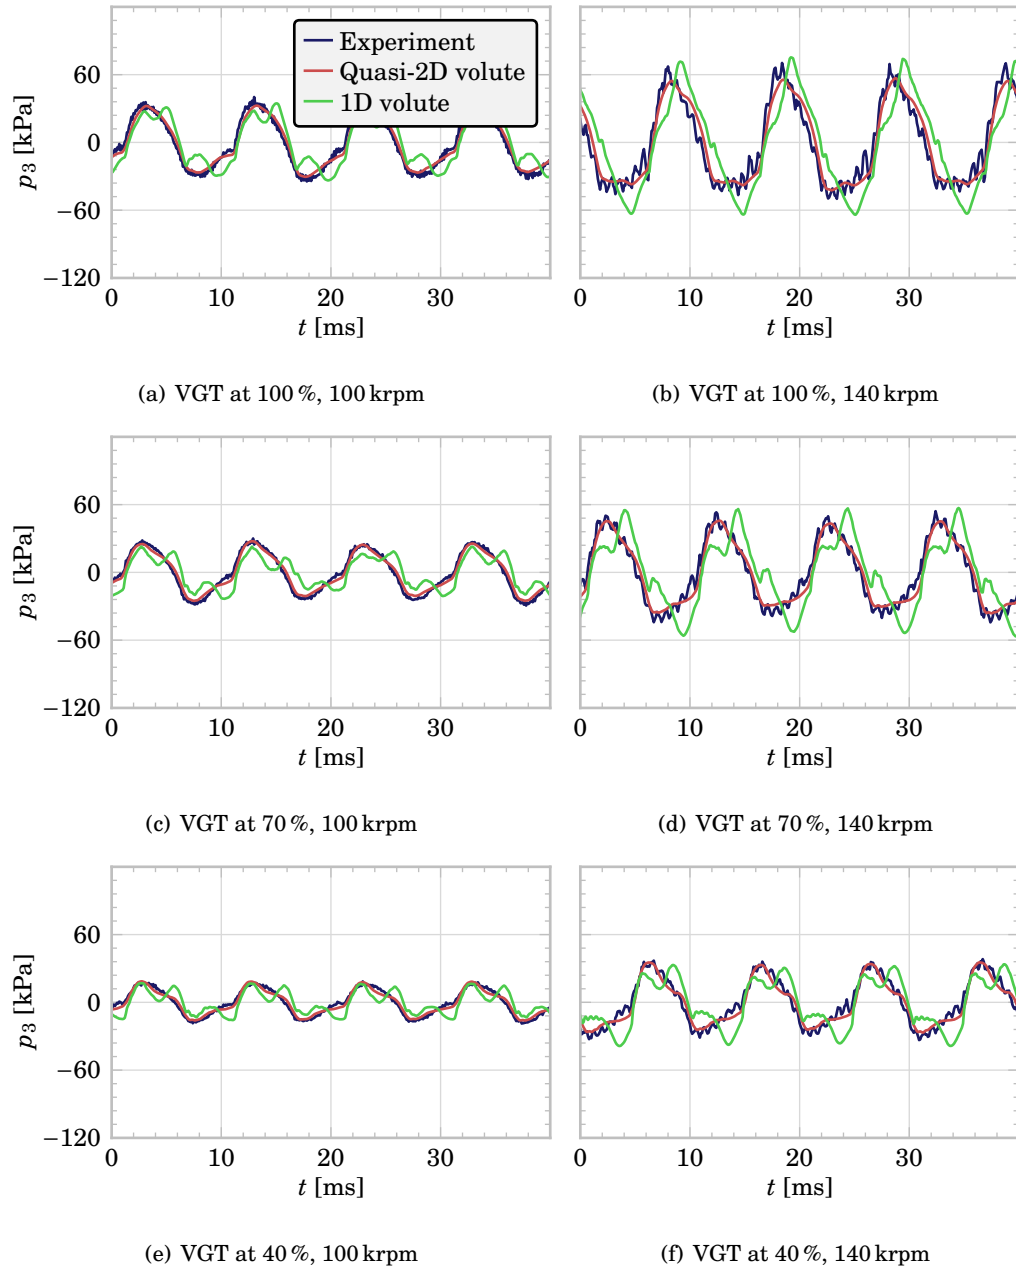 Experiment
Quasi-2D volute
1D volute
60
0
−60
−120
p3 [kPa]
0 10 20 30
t [ms]
0 10 20 30
t [ms]
(a) VGT at 100 %, 100 krpm
(b) VGT at 100 %, 140 krpm
60
0
−60
−120
p3 [kPa]
0 10 20 30
t [ms]
0 10 20 30
t [ms]
(c) VGT at 70 %, 100 krpm
(d) VGT at 70 %, 140 krpm
60
0
−60
−120
p3 [kPa]
0 10 20 30
t [ms]
0 10 20 30
t [ms]
(e) VGT at 40 %, 100 krpm
(f) VGT at 40 %, 140 krpm